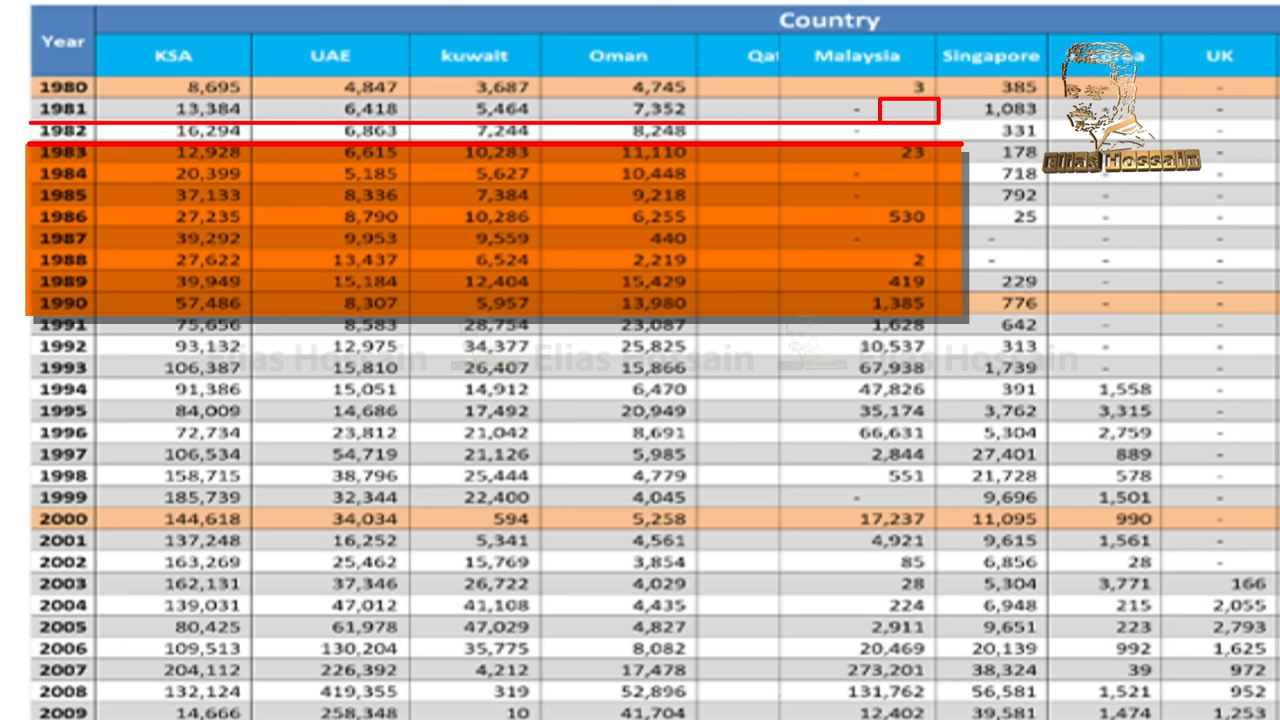 Country
Year KSA UAE kuwait Oman Qat Malaysia Singapore a UK
1980 8,695 4,847 3,687 4,745 3 385 -
1981 13,384 6,418 5,464 7,352 - 1,083 -
1982 16,294 6,863 7,244 8,248 - 331 -
1983 12,928 6,615 10,283 11,110 23 178 -
Elias Hossain
1984 20,399 5,185 5,627 10,448 - 718 - -
1985 37,133 8,336 7,384 9,218 - 792 - -
1986 27,235 8,790 10,286 6,255 530 25 - -
1987 39,292 9,953 9,559 440 - - - -
1988 27,622 13,437 6,524 2,219 2 - - -
1989 39,949 15,184 12,404 15,429 419 229 - -
1990 57,486 8,307 5,957 13,980 1,385 776 - -
1991 75,656 8,583 28,754 23,087 1,628 642 - -
1992 93,132 12,975 34,377 25,825 10,537 313 - -
Elias Hossain Elias Hossain Elias Hossain
1993 106,387 15,810 26,407 15,866 67,938 1,739 - -
1994 91,386 15,051 14,912 6,470 47,826 391 1,558 -
1995 84,009 14,686 17,492 20,949 35,174 3,762 3,315 -
1996 72,734 23,812 21,042 8,691 66,631 5,304 2,759 -
1997 106,534 54,719 21,126 5,985 2,844 27,401 889 -
1998 158,715 38,796 25,444 4,779 551 21,728 578 -
1999 185,739 32,344 22,400 4,045 - 9,696 1,501 -
2000 144,618 34,034 594 5,258 17,237 11,095 990 -
2001 137,248 16,252 5,341 4,561 4,921 9,615 1,561 -
2002 163,269 25,462 15,769 3,854 85 6,856 28 -
2003 162,131 37,346 26,722 4,029 28 5,304 3,771 166
2004 139,031 47,012 41,108 4,435 224 6,948 215 2,055
2005 80,425 61,978 47,029 4,827 2,911 9,651 223 2,793
2006 109,513 130,204 35,775 8,082 20,469 20,139 992 1,625
2007 204,112 226,392 4,212 17,478 273,201 38,324 39 972
2008 132,124 419,355 319 52,896 131,762 56,581 1,521 952
2009 14,666 258,348 10 41,704 12,402 39,581 1,474 1,253